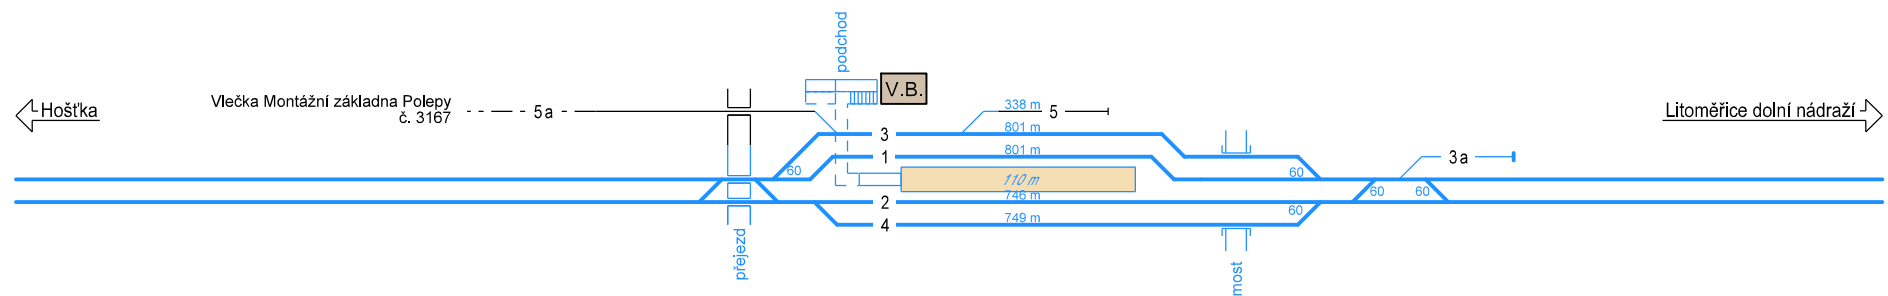 podchod
V.B.
Hošťka
Vlečka Montážní základna Polepy
č. 3167
5a
338 m
5
Litoměřice dolní nádraží
3
801 m
1
801 m
3a
60
110 m
60
60
60
746 m
2
60
749 m
4
přejezd
most